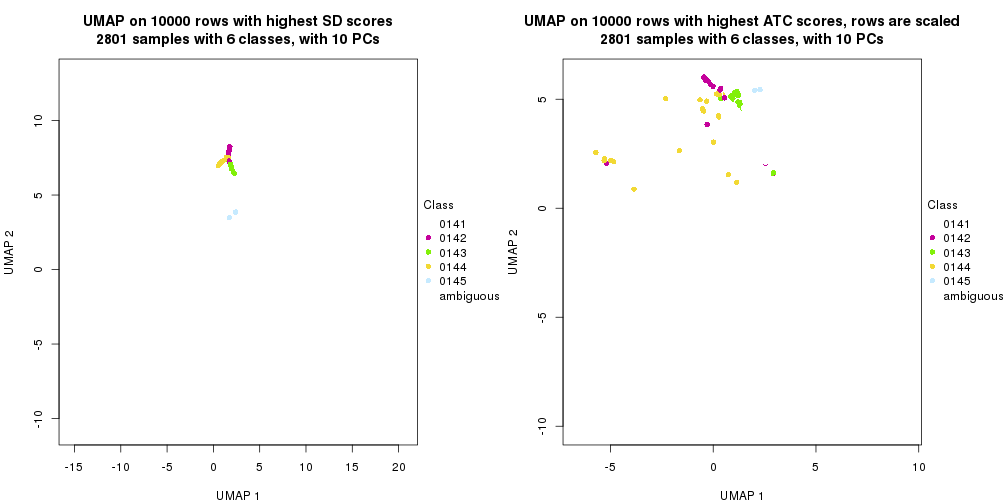 UMAP on 10000 rows with highest SD scores
2801 samples with 6 classes, with 10 PCs
10
5
0
-5
-10
UMAP 2
-15
-10
-5
0
5
10
15
20
UMAP 1
Class
0141
0142
0143
0144
0145
ambiguous
UMAP on 10000 rows with highest ATC scores, rows are scaled
2801 samples with 6 classes, with 10 PCs
5
0
-5
-10
UMAP 2
-5
0
5
10
UMAP 1
Class
0141
0142
0143
0144
0145
ambiguous